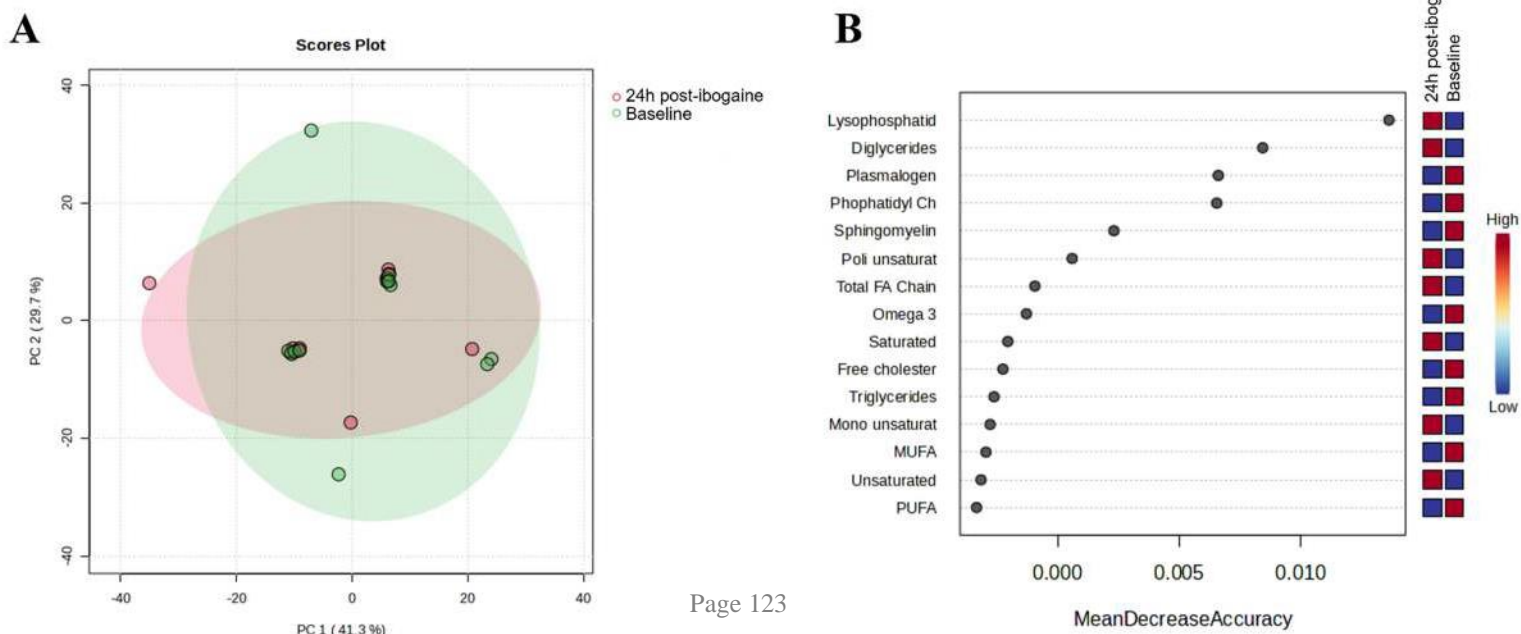 A
Scores Plot
40
20
0
20
40
PC 2 ( 29.7 %)
-40
-20
0
20
40
PC 1 ( 41.3 %)
24h post-ibogaine
Baseline
Page 123
B
Lysophosphatid
Diglycerides
Plasmalogen
Phophatidyl Ch
Sphingomyelin
Poli unsaturat
Total FA Chain
Omega 3
Saturated
Free cholester
Triglycerides
Mono unsaturat
MUFA
Unsaturated
PUFA
0.000
0.005
0.010
MeanDecreaseAccuracy
24h post-ibog
Baseline
High
Low